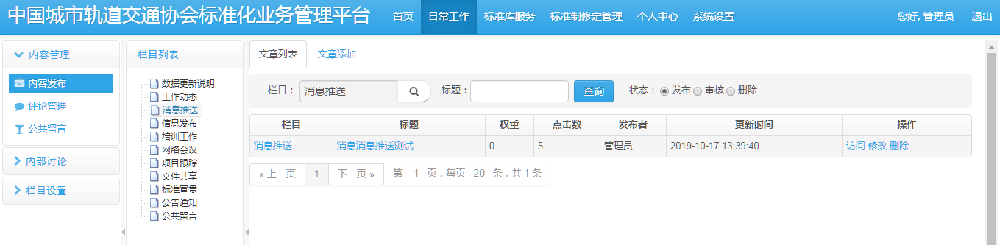 中国城市轨道交通协会标准化业务管理平台 首页 日常工作 标准库服务 标准制修定管理 个人中心 系统设置 您好, 管理员 退出
内容管理
内容发布
评论管理
公共留言
内部讨论
栏目设置
栏目列表
数据更新说明
工作动态
消息推送
信息发布
培训工作
网络会议
项目跟踪
文件共享
标准宣贯
公告通知
公共留言
文章列表 文章添加
栏目： 消息推送 标题： 查询 状态： 发布 审核 删除
栏目 标题 权重 点击数 发布者 更新时间 操作
消息推送 消息消息推送测试 0 5 管理员 2019-10-17 13:39:40 访问 修改 删除
« 上一页 1 下一页 » 第 1 页，每页 20 条，共 1 条